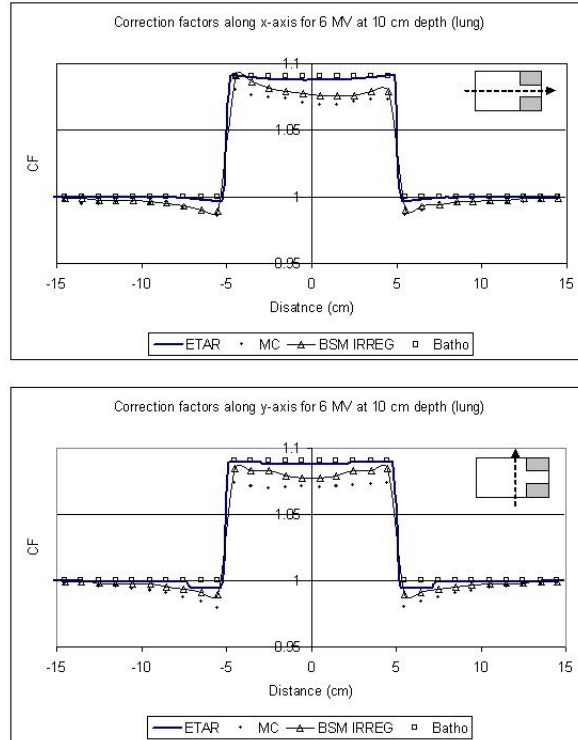 Correction factors along x-axis for 6 MV at 10 cm depth (lung)
1.1
1.05
1
0.95
CF
-15 -10 -5 0 5 10 15
Disatnce (cm)
ETAR MC BSM IRREG Batho
Correction factors along y-axis for 6 MV at 10 cm depth (lung)
1.1
1.05
1
0.95
CF
-15 -10 -5 0 5 10 15
Distance (cm)
ETAR MC BSM IRREG Batho